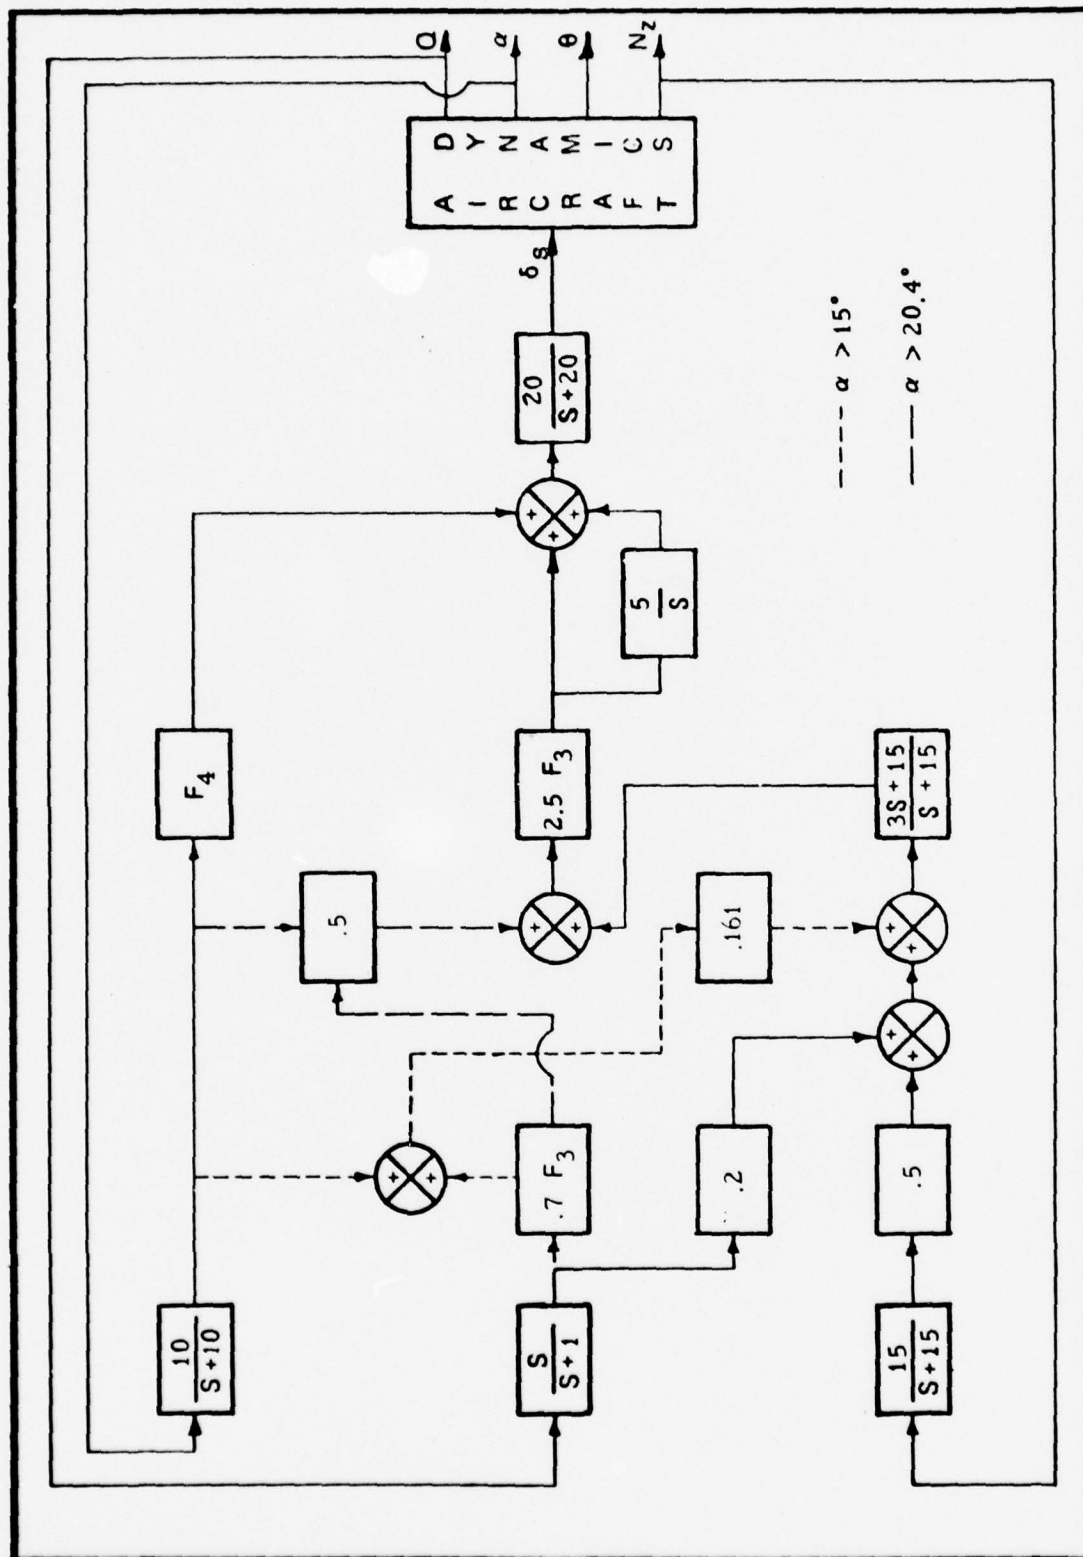 10
S+10
F4
.5
S
S+1
.7 F3
2.5 F3
5
S
20
S+20
δs
AIRCRAFT
DYNAMICS
Q
α
θ
Nz
.2
.161
15
S+15
.5
3S+15
S+15
---- α >15°
—— α > 20.4°